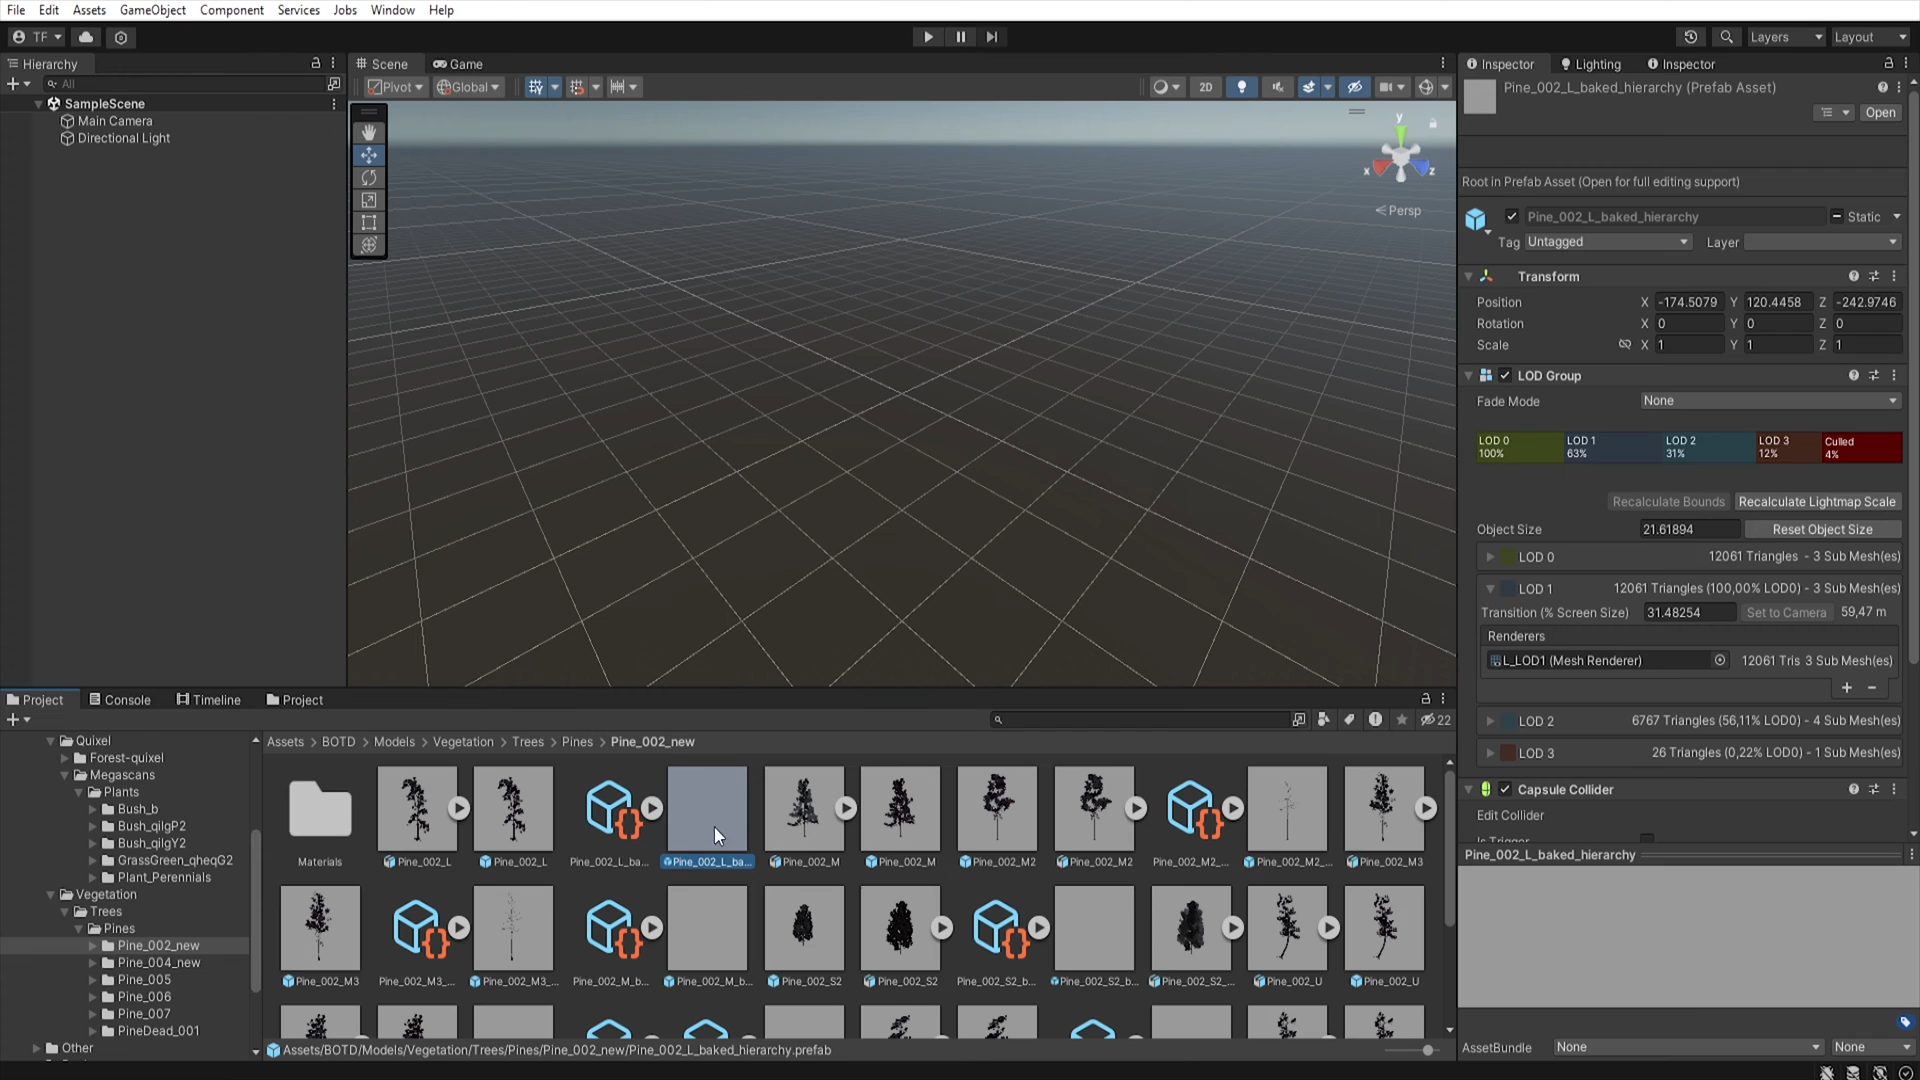 File Edit Assets GameObject Component Services Jobs Window Help
TF Layers Layout
Hierarchy Scene Game Inspector Lighting Inspector
All Pivot Global 2D Pine_002_L_baked_hierarchy (Prefab Asset)
Open
SampleScene
Main Camera
Directional Light
y
x z
Persp
Root in Prefab Asset (Open for full editing support)
Pine_002_L_baked_hierarchy Static
Tag Untagged Layer
Transform
Position X -174.5079 Y 120.4458 Z -242.9746
Rotation X 0 Y 0 Z 0
Scale X 1 Y 1 Z 1
LOD Group
Fade Mode None
LOD 0 LOD 1 LOD 2 LOD 3 Culled
100% 63% 31% 12% 4%
Recalculate Bounds Recalculate Lightmap Scale
Object Size 21.61894 Reset Object Size
LOD 0 12061 Triangles - 3 Sub Mesh(es)
LOD 1 12061 Triangles (100,00% LOD0) - 3 Sub Mesh(es)
Transition (% Screen Size) 31.48254 Set to Camera 59,47 m
Renderers
L_LOD1 (Mesh Renderer) 12061 Tris 3 Sub Mesh(es)
LOD 2 6767 Triangles (56,11% LOD0) - 4 Sub Mesh(es)
LOD 3 26 Triangles (0,22% LOD0) - 1 Sub Mesh(es)
Capsule Collider
Edit Collider
Is Trigger
Pine_002_L_baked_hierarchy
AssetBundle None None
Project Console Timeline Project
22
Quixel
Forest-quixel
Megascans
Plants
Bush_b
Bush_qilgP2
Bush_qilgY2
GrassGreen_qheqG2
Plant_Perennials
Vegetation
Trees
Pines
Pine_002_new
Pine_004_new
Pine_005
Pine_006
Pine_007
PineDead_001
Other
Assets > BOTD > Models > Vegetation > Trees > Pines > Pine_002_new
Materials Pine_002_L Pine_002_L Pine_002_L_ba... Pine_002_L_ba... Pine_002_M Pine_002_M Pine_002_M2 Pine_002_M2 Pine_002_M2_... Pine_002_M2_... Pine_002_M3
Pine_002_M3 Pine_002_M3_... Pine_002_M3_... Pine_002_M_b... Pine_002_M_b... Pine_002_S2 Pine_002_S2 Pine_002_S2_b... Pine_002_S2_b... Pine_002_S2_... Pine_002_U Pine_002_U
Assets/BOTD/Models/Vegetation/Trees/Pines/Pine_002_new/Pine_002_L_baked_hierarchy.prefab